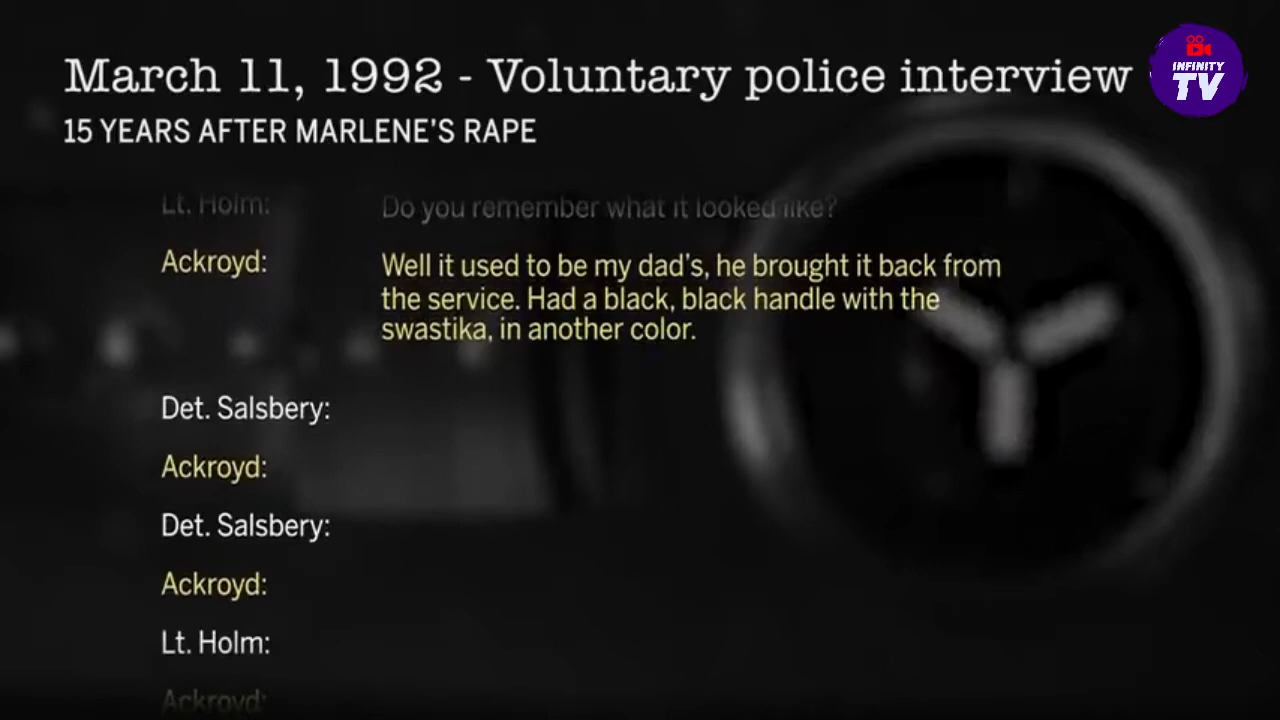 March 11, 1992 - Voluntary police interview
INFINITY
TV
15 YEARS AFTER MARLENE'S RAPE
Lt. Holm: Do you remember what it looked like?
Ackroyd: Well it used to be my dad's, he brought it back from
the service. Had a black, black handle with the
swastika, in another color.
Det. Salsbery:
Ackroyd:
Det. Salsbery:
Ackroyd:
Lt. Holm:
Ackroyd: